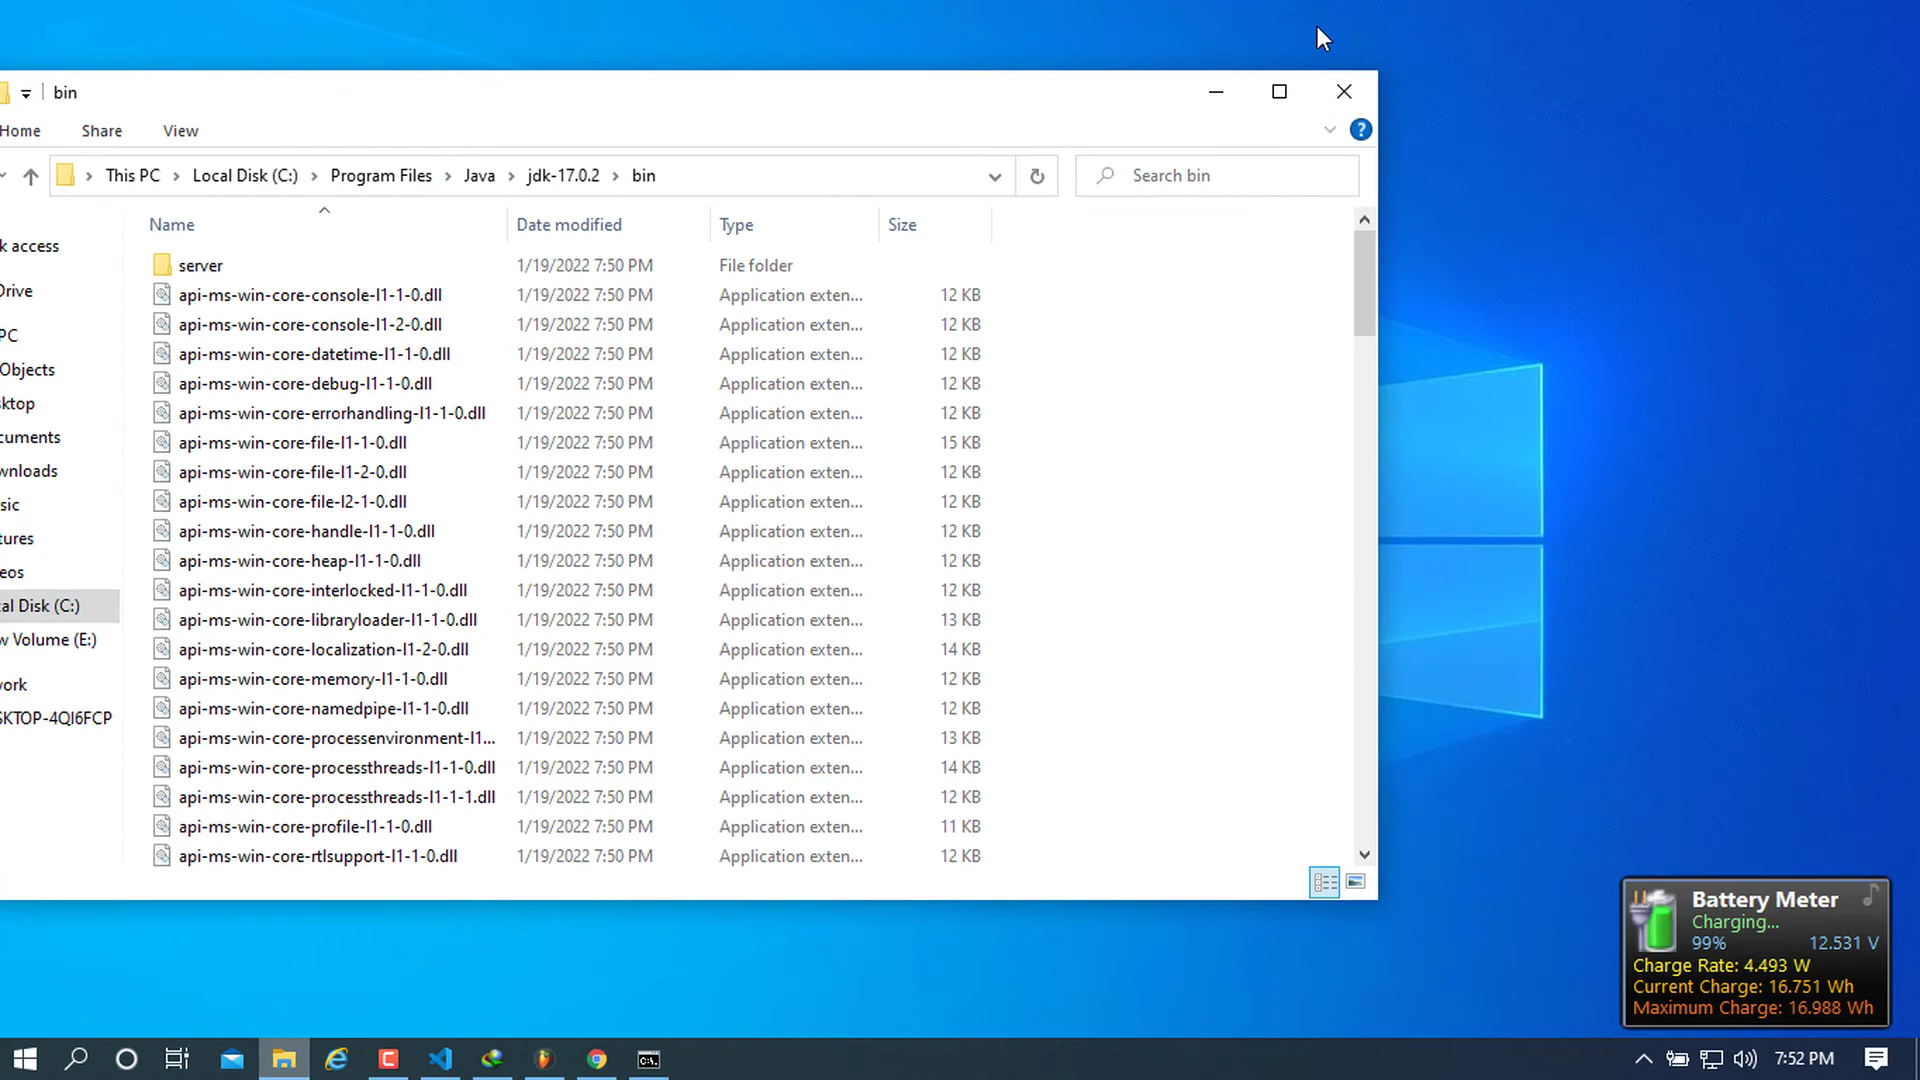 bin
Home Share View
This PC Local Disk (C:) Program Files Java jdk-17.0.2 bin Search bin
Name Date modified Type Size
k access
Drive
PC
Objects
ktop
cuments
wnloads
sic
tures
eos
al Disk (C:)
w Volume (E:)
ork
SKTOP-4QI6FCP
server 1/19/2022 7:50 PM File folder
api-ms-win-core-console-l1-1-0.dll 1/19/2022 7:50 PM Application exten... 12 KB
api-ms-win-core-console-l1-2-0.dll 1/19/2022 7:50 PM Application exten... 12 KB
api-ms-win-core-datetime-l1-1-0.dll 1/19/2022 7:50 PM Application exten... 12 KB
api-ms-win-core-debug-l1-1-0.dll 1/19/2022 7:50 PM Application exten... 12 KB
api-ms-win-core-errorhandling-l1-1-0.dll 1/19/2022 7:50 PM Application exten... 12 KB
api-ms-win-core-file-l1-1-0.dll 1/19/2022 7:50 PM Application exten... 15 KB
api-ms-win-core-file-l1-2-0.dll 1/19/2022 7:50 PM Application exten... 12 KB
api-ms-win-core-file-l2-1-0.dll 1/19/2022 7:50 PM Application exten... 12 KB
api-ms-win-core-handle-l1-1-0.dll 1/19/2022 7:50 PM Application exten... 12 KB
api-ms-win-core-heap-l1-1-0.dll 1/19/2022 7:50 PM Application exten... 12 KB
api-ms-win-core-interlocked-l1-1-0.dll 1/19/2022 7:50 PM Application exten... 12 KB
api-ms-win-core-libraryloader-l1-1-0.dll 1/19/2022 7:50 PM Application exten... 13 KB
api-ms-win-core-localization-l1-2-0.dll 1/19/2022 7:50 PM Application exten... 14 KB
api-ms-win-core-memory-l1-1-0.dll 1/19/2022 7:50 PM Application exten... 12 KB
api-ms-win-core-namedpipe-l1-1-0.dll 1/19/2022 7:50 PM Application exten... 12 KB
api-ms-win-core-processenvironment-l1... 1/19/2022 7:50 PM Application exten... 13 KB
api-ms-win-core-processthreads-l1-1-0.dll 1/19/2022 7:50 PM Application exten... 14 KB
api-ms-win-core-processthreads-l1-1-1.dll 1/19/2022 7:50 PM Application exten... 12 KB
api-ms-win-core-profile-l1-1-0.dll 1/19/2022 7:50 PM Application exten... 11 KB
api-ms-win-core-rtlsupport-l1-1-0.dll 1/19/2022 7:50 PM Application exten... 12 KB
Battery Meter
Charging...
99% 12.531 V
Charge Rate: 4.493 W
Current Charge: 16.751 Wh
Maximum Charge: 16.988 Wh
7:52 PM